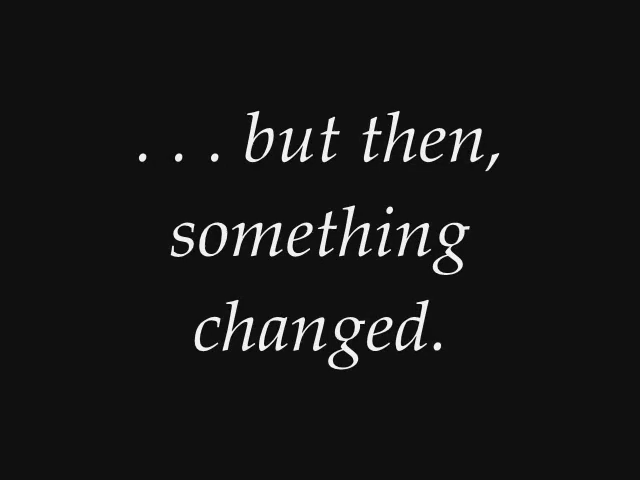 . . . but then,
something
changed.